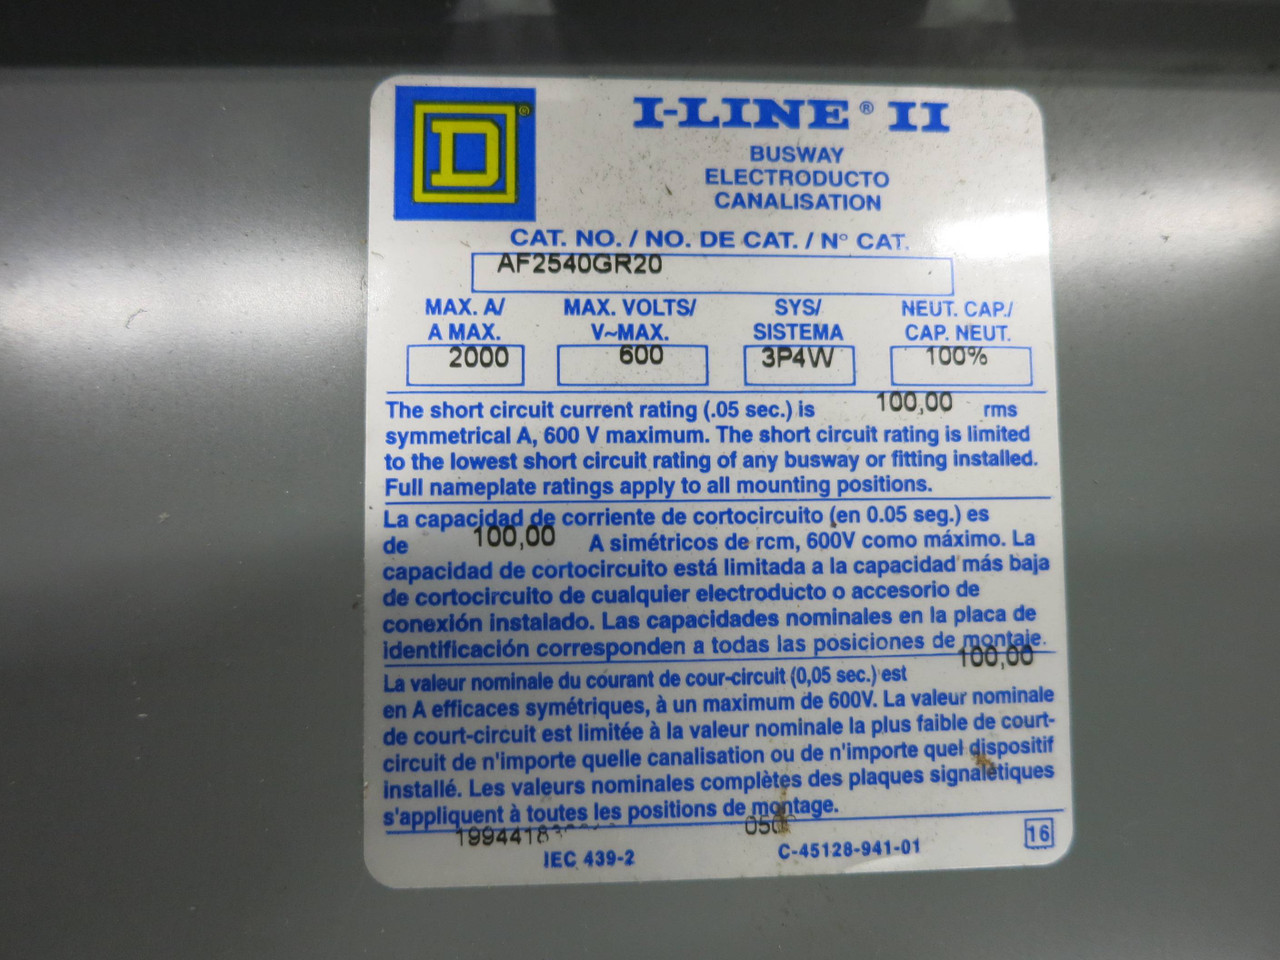 D ®
I-LINE® II
BUSWAY
ELECTRODUCTO
CANALISATION
CAT. NO. / NO. DE CAT. / N° CAT.
AF2540GR20
MAX. A/ MAX. VOLTS/ SYS/ NEUT. CAP./
A MAX. V~MAX. SISTEMA CAP. NEUT.
2000 600 3P4W 100%
The short circuit current rating (.05 sec.) is 100,00 rms
symmetrical A, 600 V maximum. The short circuit rating is limited
to the lowest short circuit rating of any busway or fitting installed.
Full nameplate ratings apply to all mounting positions.
La capacidad de corriente de cortocircuito (en 0.05 seg.) es
de 100,00 A simétricos de rcm, 600V como máximo. La
capacidad de cortocircuito está limitada a la capacidad más baja
de cortocircuito de cualquier electroducto o accesorio de
conexión instalado. Las capacidades nominales en la placa de
identificación corresponden a todas las posiciones de montaje.
100,00
La valeur nominale du courant de cour-circuit (0,05 sec.) est
en A efficaces symétriques, à un maximum de 600V. La valeur nominale
de court-circuit est limitée à la valeur nominale la plus faible de court-
circuit de n'importe quelle canalisation ou de n'importe quel dispositif
installé. Les valeurs nominales complètes des plaques signalétiques
s'appliquent à toutes les positions de montage.
IEC 439-2 C-45128-941-01 16